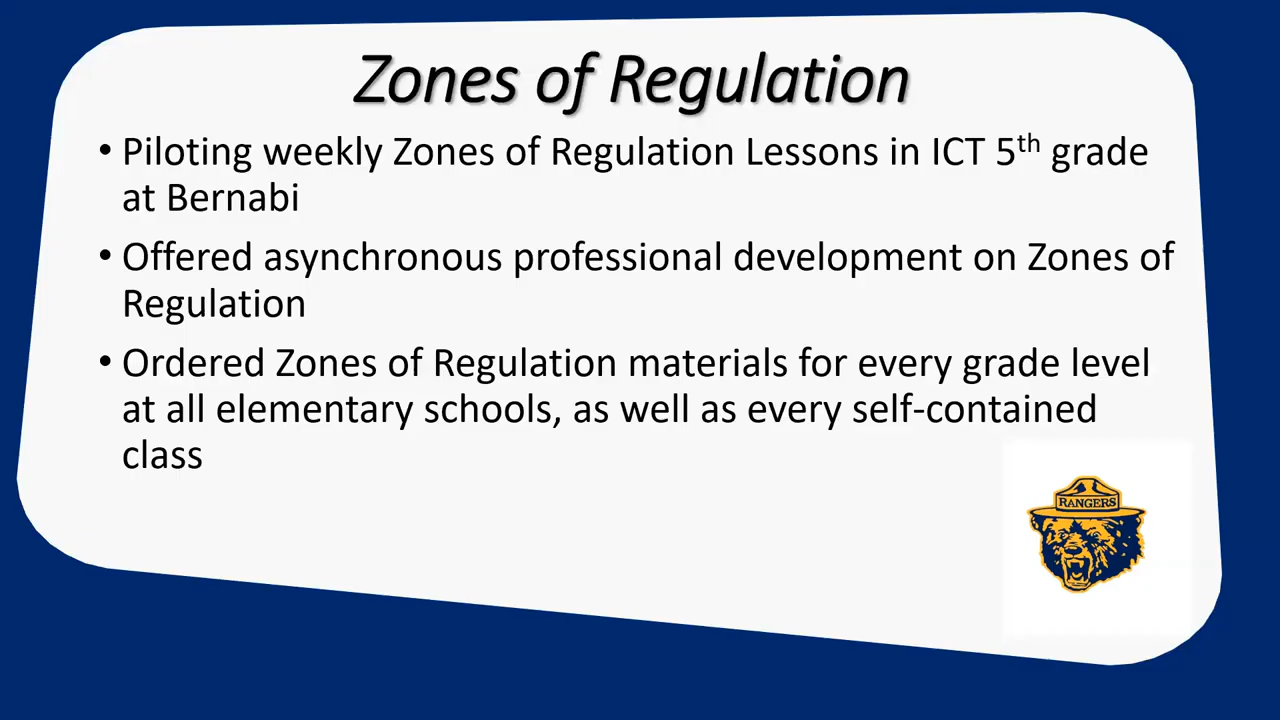 Zones of Regulation
• Piloting weekly Zones of Regulation Lessons in ICT 5th grade
at Bernabi
• Offered asynchronous professional development on Zones of
Regulation
• Ordered Zones of Regulation materials for every grade level
at all elementary schools, as well as every self-contained
class
RANGERS